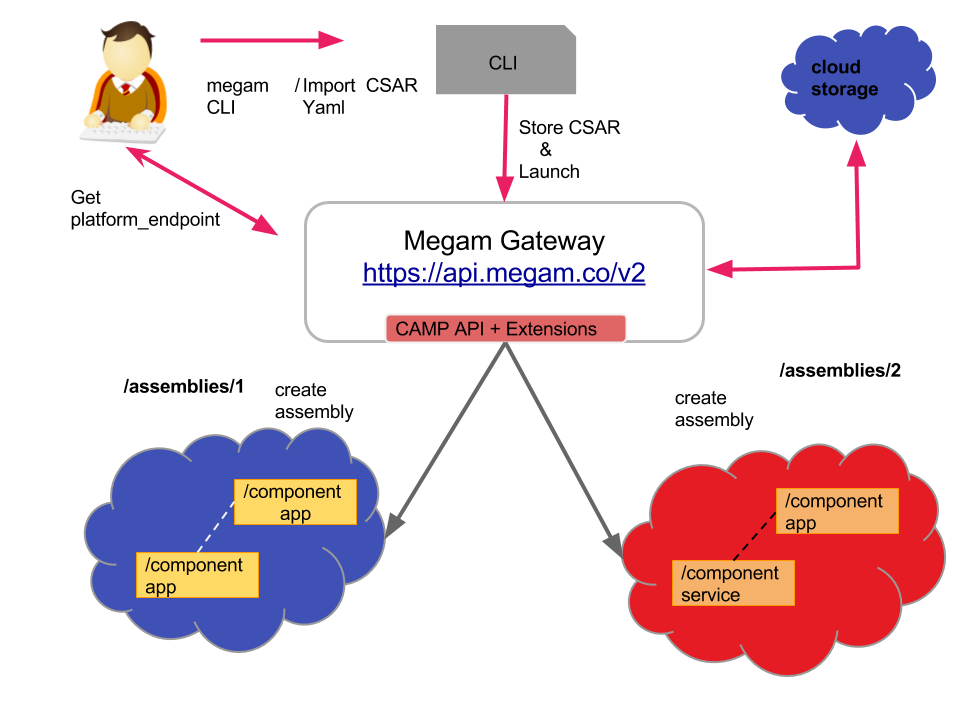 CLI
cloud
storage
megam /Import CSAR
CLI Yaml
Store CSAR
&
Launch
Get
platform_endpoint
Megam Gateway
https://api.megam.co/v2
CAMP API + Extensions
/assemblies/1
create
assembly
/assemblies/2
create
assembly
/component
app
/component
app
/component
app
/component
service